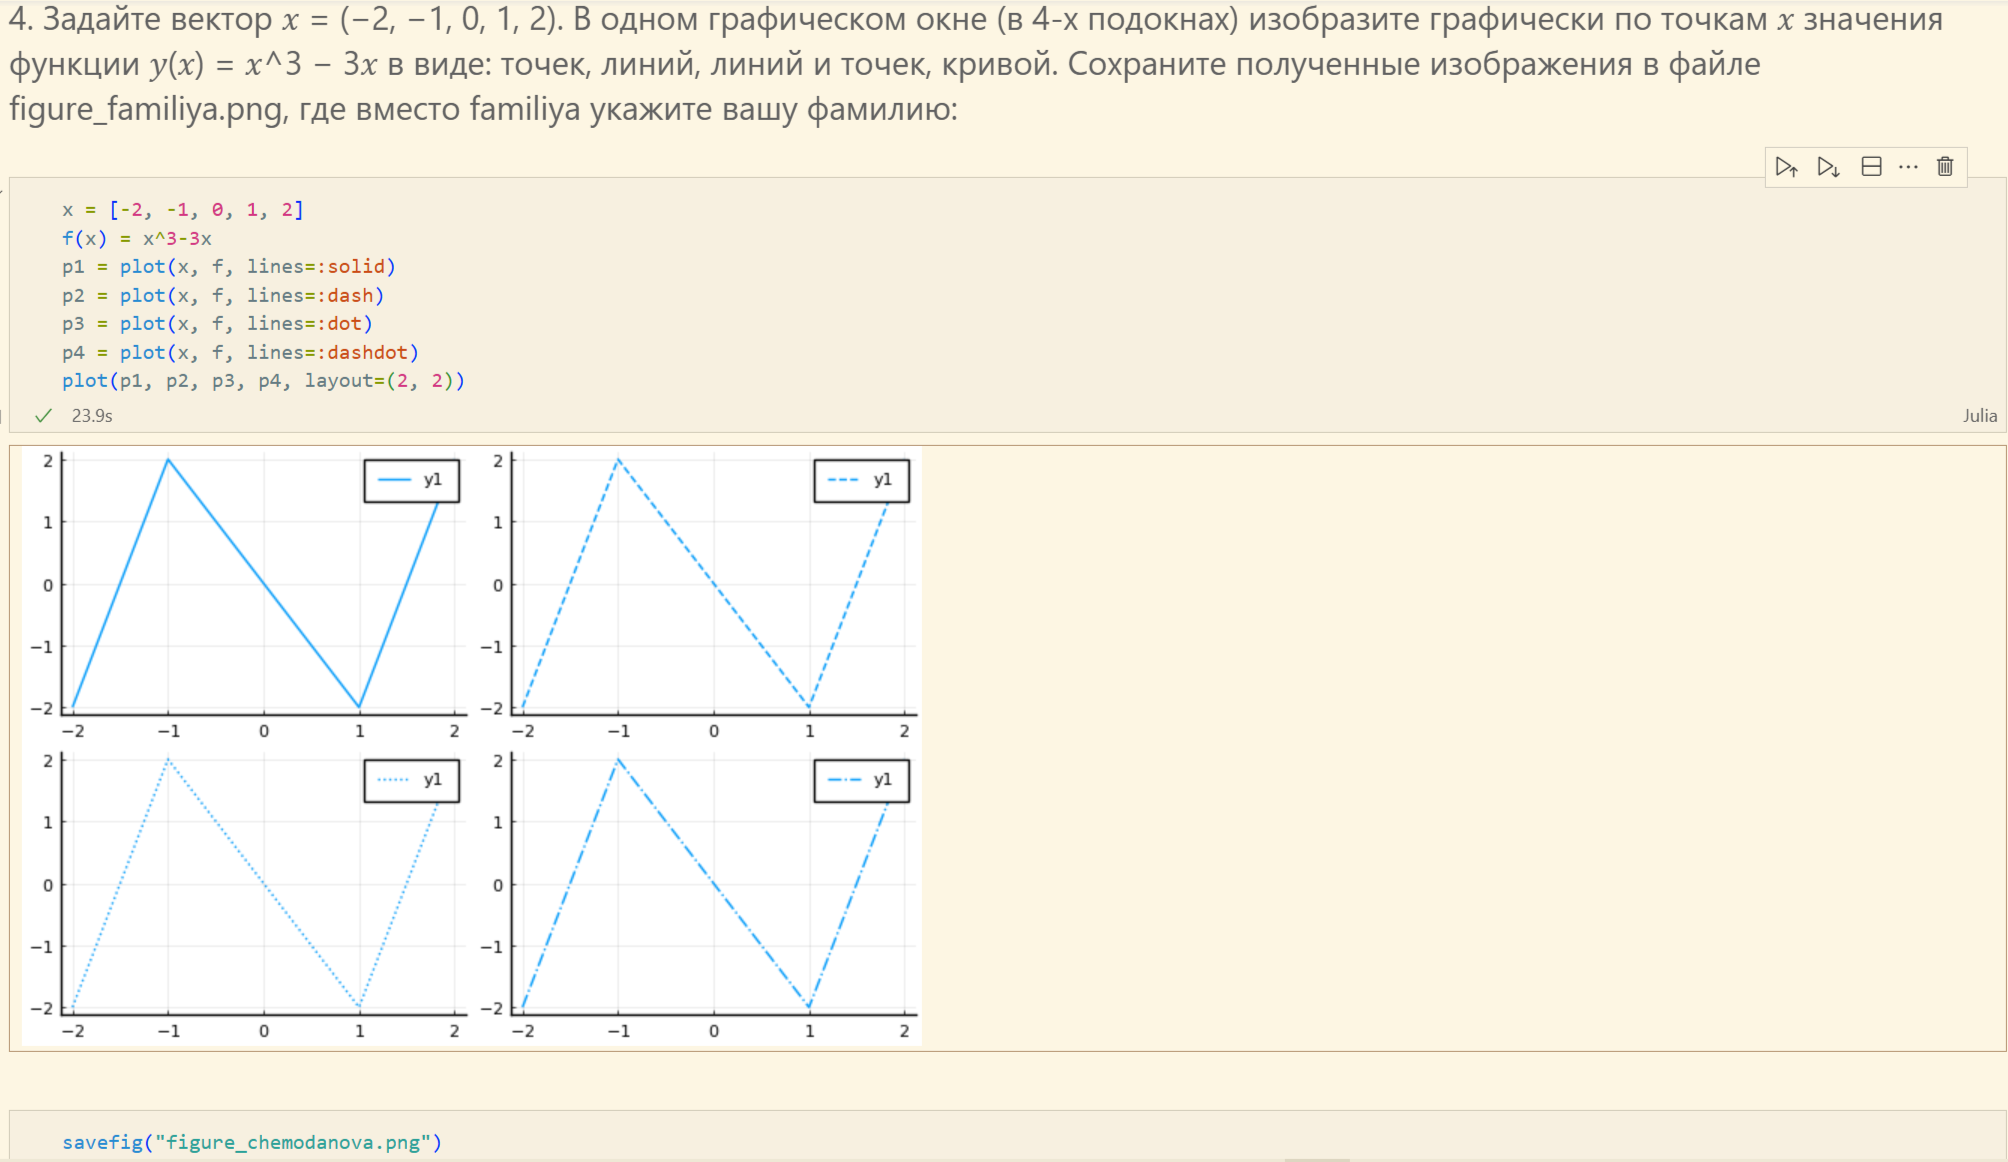 4. Задайте вектор x = (−2, −1, 0, 1, 2). В одном графическом окне (в 4-х подокнах) изобразите графически по точкам x значения
функции y(x) = x^3 − 3x в виде: точек, линий, линий и точек, кривой. Сохраните полученные изображения в файле
figure_familiya.png, где вместо familiya укажите вашу фамилию:
x = [-2, -1, 0, 1, 2]
f(x) = x^3-3x
p1 = plot(x, f, lines=:solid)
p2 = plot(x, f, lines=:dash)
p3 = plot(x, f, lines=:dot)
p4 = plot(x, f, lines=:dashdot)
plot(p1, p2, p3, p4, layout=(2, 2))
23.9s
Julia
2
1
0
−1
−2
−2 −1 0 1 2
y1
2
1
0
−1
−2
−2 −1 0 1 2
y1
2
1
0
−1
−2
−2 −1 0 1 2
y1
2
1
0
−1
−2
−2 −1 0 1 2
y1
savefig("figure_chemodanova.png")